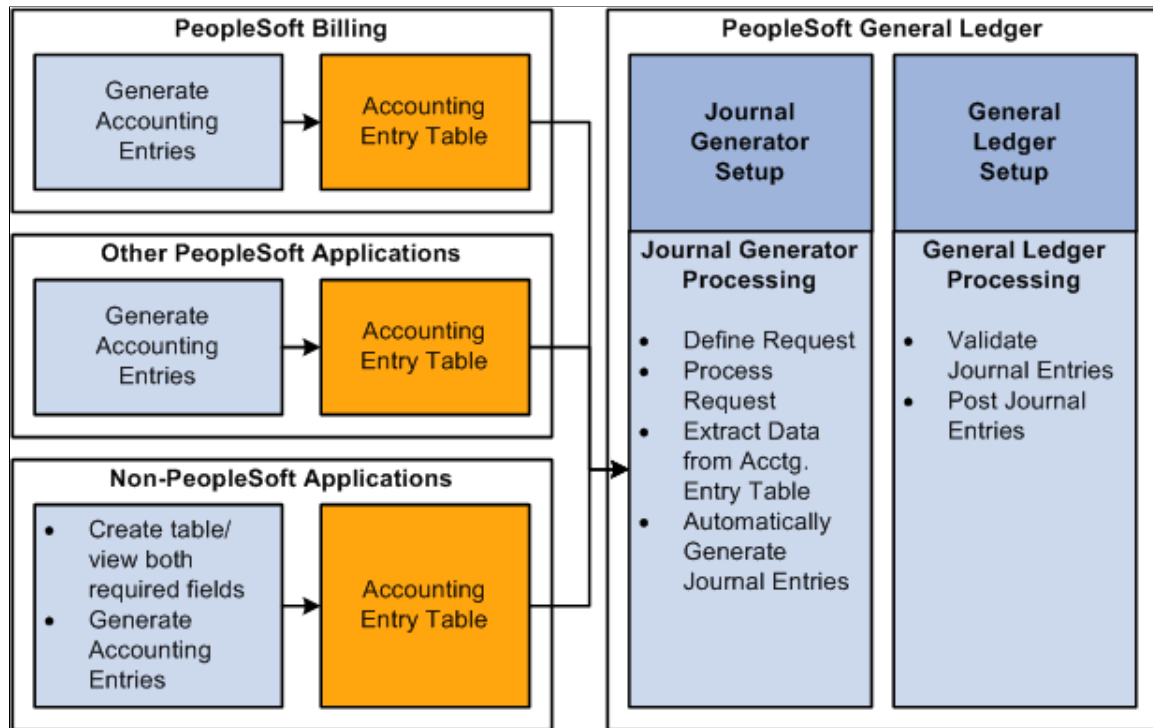 PeopleSoft Billing
Generate
Accounting
Entries
Accounting
Entry Table
Other PeopleSoft Applications
Generate
Accounting
Entries
Accounting
Entry Table
Non-PeopleSoft Applications
• Create table/
view both
required fields
• Generate
Accounting
Entries
Accounting
Entry Table
PeopleSoft General Ledger
Journal
Generator
Setup
Journal Generator
Processing
• Define Request
• Process
Request
• Extract Data
from Acctg.
Entry Table
• Automatically
Generate
Journal Entries
General
Ledger
Setup
General Ledger
Processing
• Validate
Journal Entries
• Post Journal
Entries